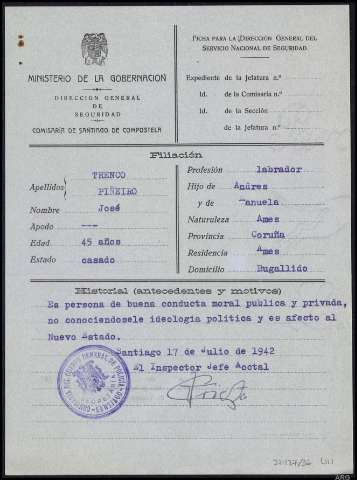 MINISTERIO DE LA GOBERNACION
DIRECCION GENERAL
DE
SEGURIDAD
COMISARÍA DE SANTIAGO DE COMPOSTELA
FICHA PARA LA DIRECCIÓN GENERAL DEL
SERVICIO NACIONAL DE SEGURIDAD
Expediente de la Jefatura n.º
Id. de la Comisaría n.º
Id. de la Sección
de la Jefatura n.º
Filiación
Apellidos TRENCO
PIÑEIRO
Nombre José
Apodo ---
Edad 45 años
Estado casado
Profesión labrador
Hijo de Andres
y de Manuela
Naturaleza Ames
Provincia Coruña
Residencia Ames
Domicilio Bugallido
Historial (antecedentes y motivos)
Es persona de buena conducta moral publica y privada,
no conociendosele ideologia politica y es afecto al
Nuevo Estado.
Santiago 17 de Julio de 1942
El Inspector Jefe Acctal
ARG